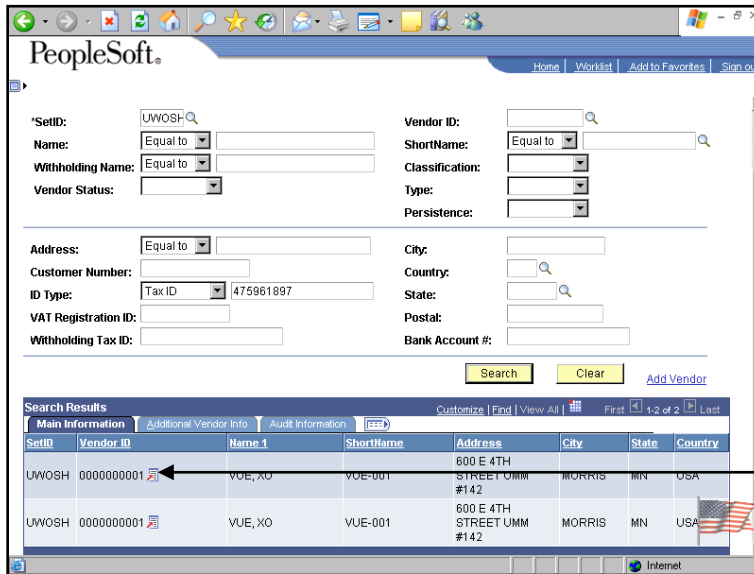 PeopleSoft.
Home | Worklist | Add to Favorites | Sign ou
*SetID: UWOSH Vendor ID:
Name: Equal to ShortName: Equal to
Withholding Name: Equal to Classification:
Vendor Status: Type:
Persistence:
Address: Equal to City:
Customer Number: Country:
ID Type: Tax ID 475961897 State:
VAT Registration ID: Postal:
Withholding Tax ID: Bank Account #:
Search Clear Add Vendor
Search Results Customize | Find | View All | First 1-2 of 2 Last
Main Information Additional Vendor Info Audit Information
SetID Vendor ID Name 1 ShortName Address City State Country
UWOSH 0000000001 VUE, XO VUE-001 600 E 4TH STREET UMM #142 MORRIS MN USA
UWOSH 0000000001 VUE, XO VUE-001 600 E 4TH STREET UMM #142 MORRIS MN USA
Internet